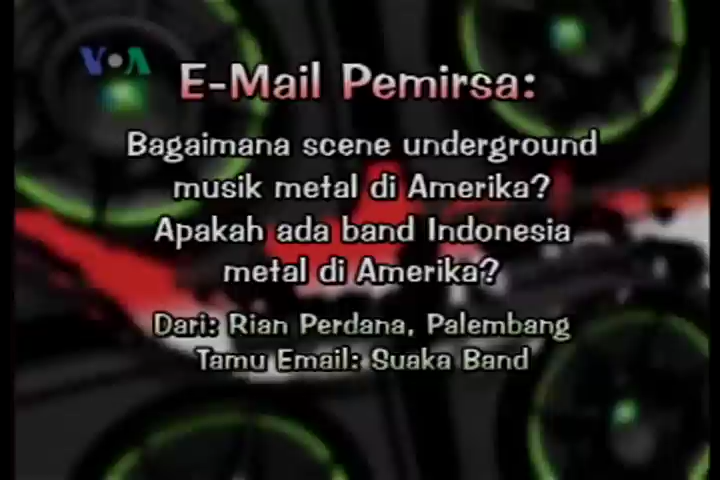 VOA
E-Mail Pemirsa:
Bagaimana scene underground
musik metal di Amerika?
Apakah ada band Indonesia
metal di Amerika?
Dari: Rian Perdana, Palembang
Tamu Email: Suaka Band